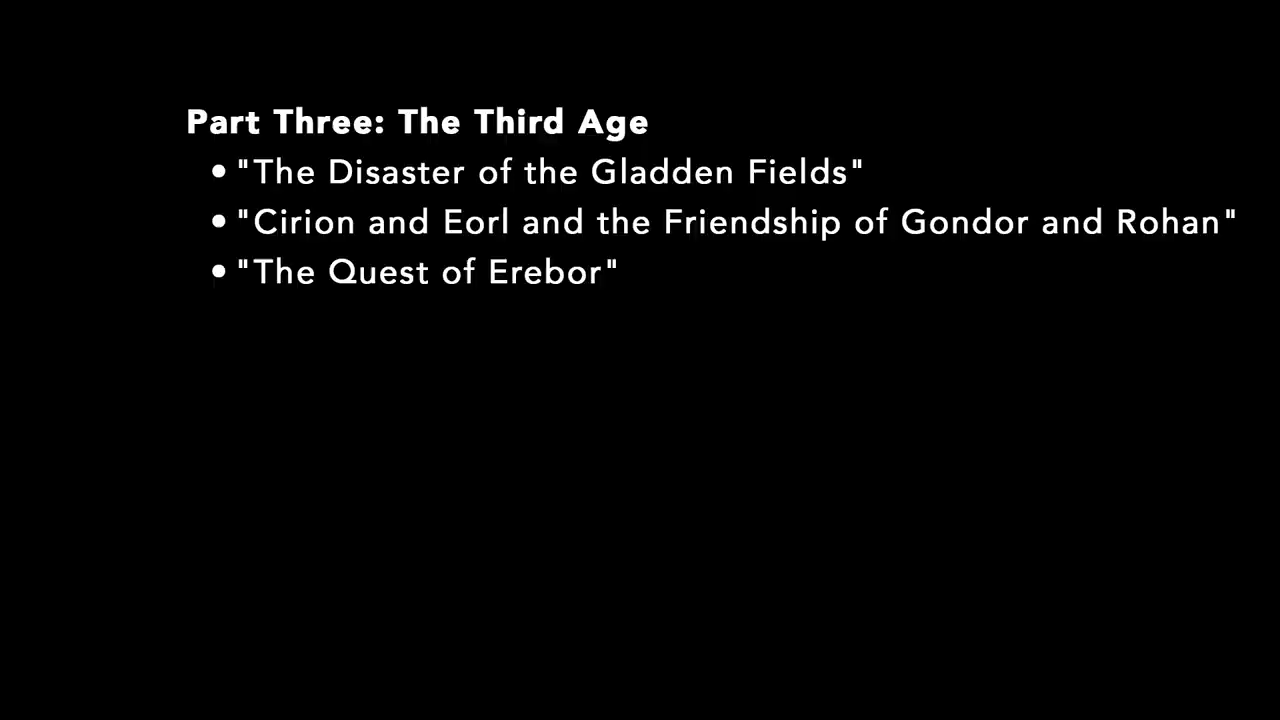 Part Three: The Third Age
• "The Disaster of the Gladden Fields"
• "Cirion and Eorl and the Friendship of Gondor and Rohan"
• "The Quest of Erebor"